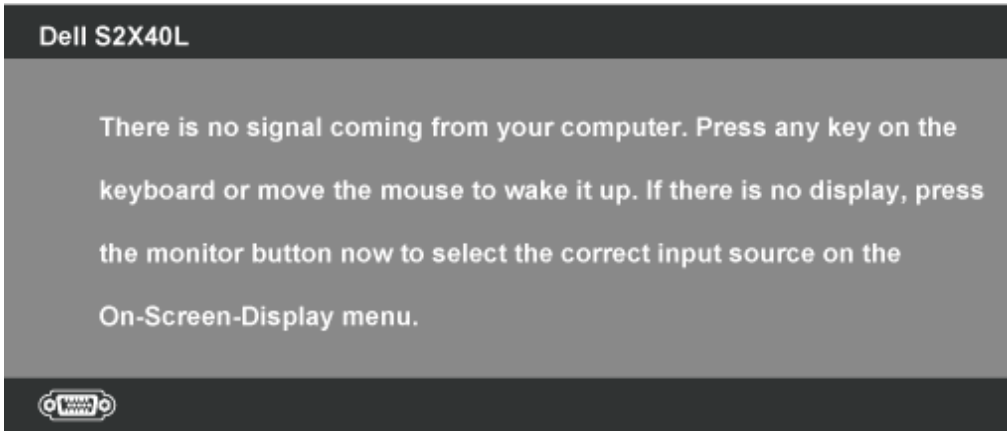 Dell S2X40L
There is no signal coming from your computer. Press any key on the
keyboard or move the mouse to wake it up. If there is no display, press
the monitor button now to select the correct input source on the
On-Screen-Display menu.